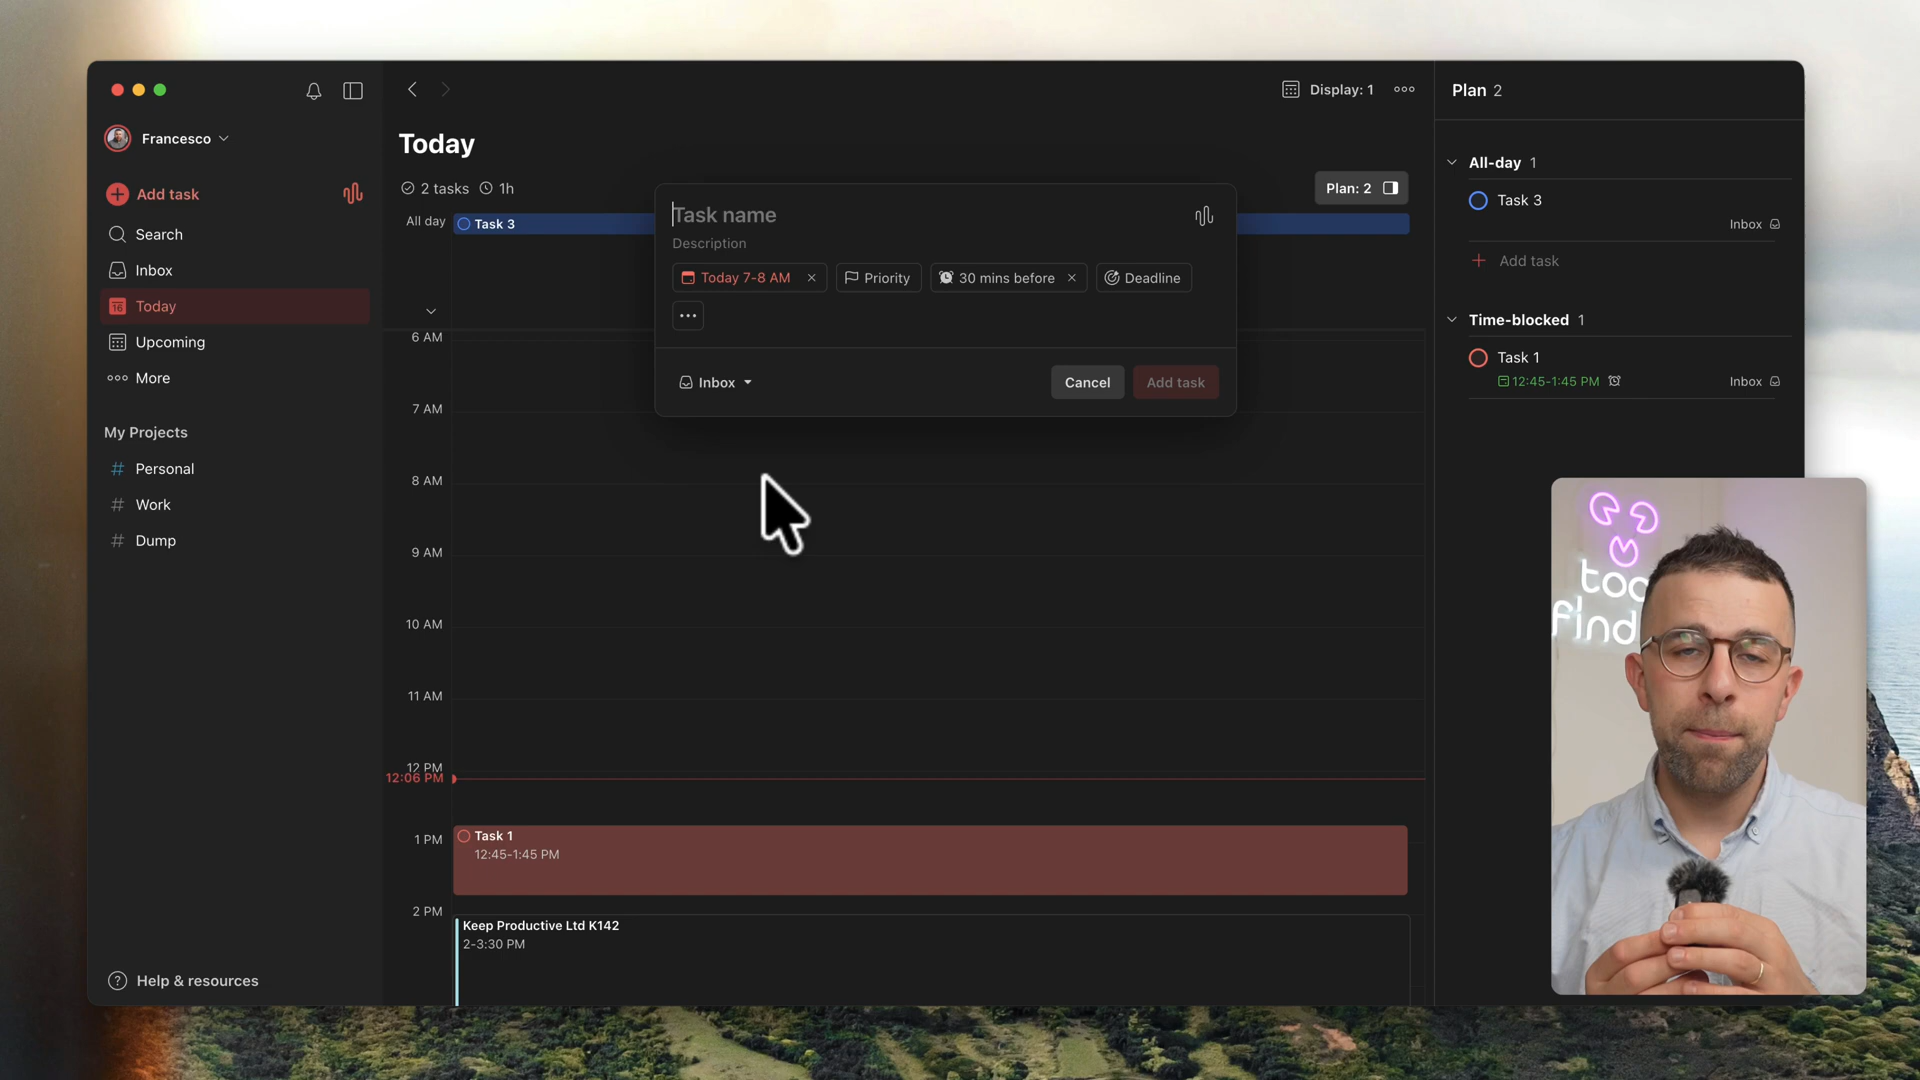 Francesco
Add task
Search
Inbox
16
Today
Upcoming
More
My Projects
# Personal
# Work
# Dump
? Help & resources
Display: 1
Today
2 tasks 1h
Plan: 2
All day
Task 3
Task name
Description
Today 7-8 AM
Priority
30 mins before
Deadline
Inbox
Cancel
Add task
6 AM
7 AM
8 AM
9 AM
10 AM
11 AM
12 PM
12:06 PM
1 PM
Task 1
12:45-1:45 PM
2 PM
Keep Productive Ltd K142
2-3:30 PM
Plan 2
All-day 1
Task 3
Inbox
Add task
Time-blocked 1
Task 1
12:45-1:45 PM
Inbox
find